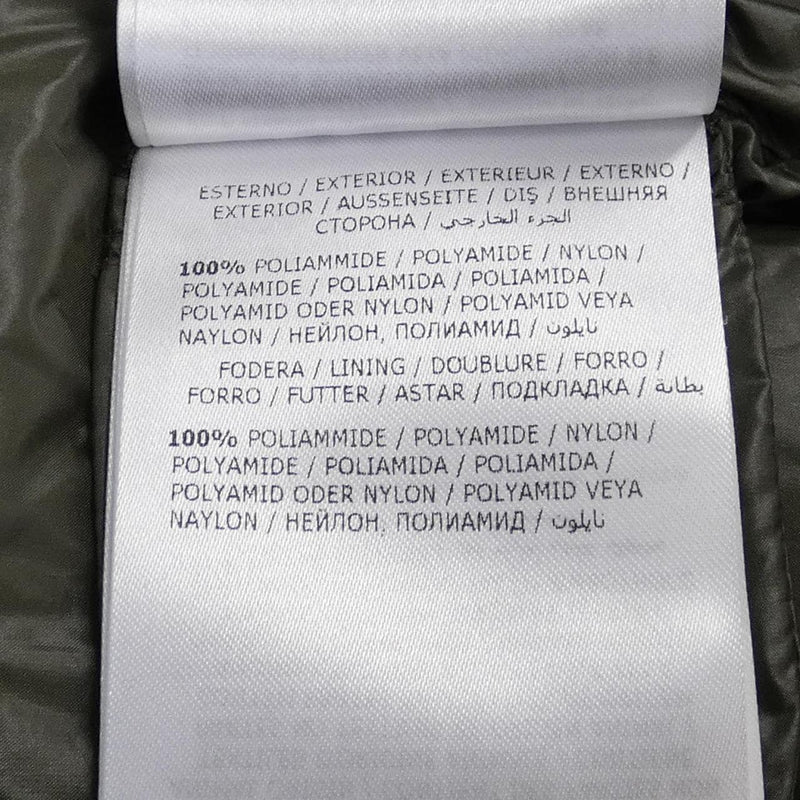 ESTERNO / EXTERIOR / EXTERIEUR / EXTERNO /
EXTERIOR / AUSSENSEITE / DIŞ / ВНЕШНЯЯ
СТОРОНА / الجزء الخارجي
100% POLIAMMIDE / POLYAMIDE / NYLON /
POLYAMIDE / POLIAMIDA / POLIAMIDA /
POLYAMID ODER NYLON / POLYAMID VEYA
NAYLON / НЕЙЛОН, ПОЛИАМИД / نايلون
FODERA / LINING / DOUBLURE / FORRO /
FORRO / FUTTER / ASTAR / ПОДКЛАДКА / بطانة
100% POLIAMMIDE / POLYAMIDE / NYLON /
POLYAMIDE / POLIAMIDA / POLIAMIDA /
POLYAMID ODER NYLON / POLYAMID VEYA
NAYLON / НЕЙЛОН, ПОЛИАМИД / نايلون